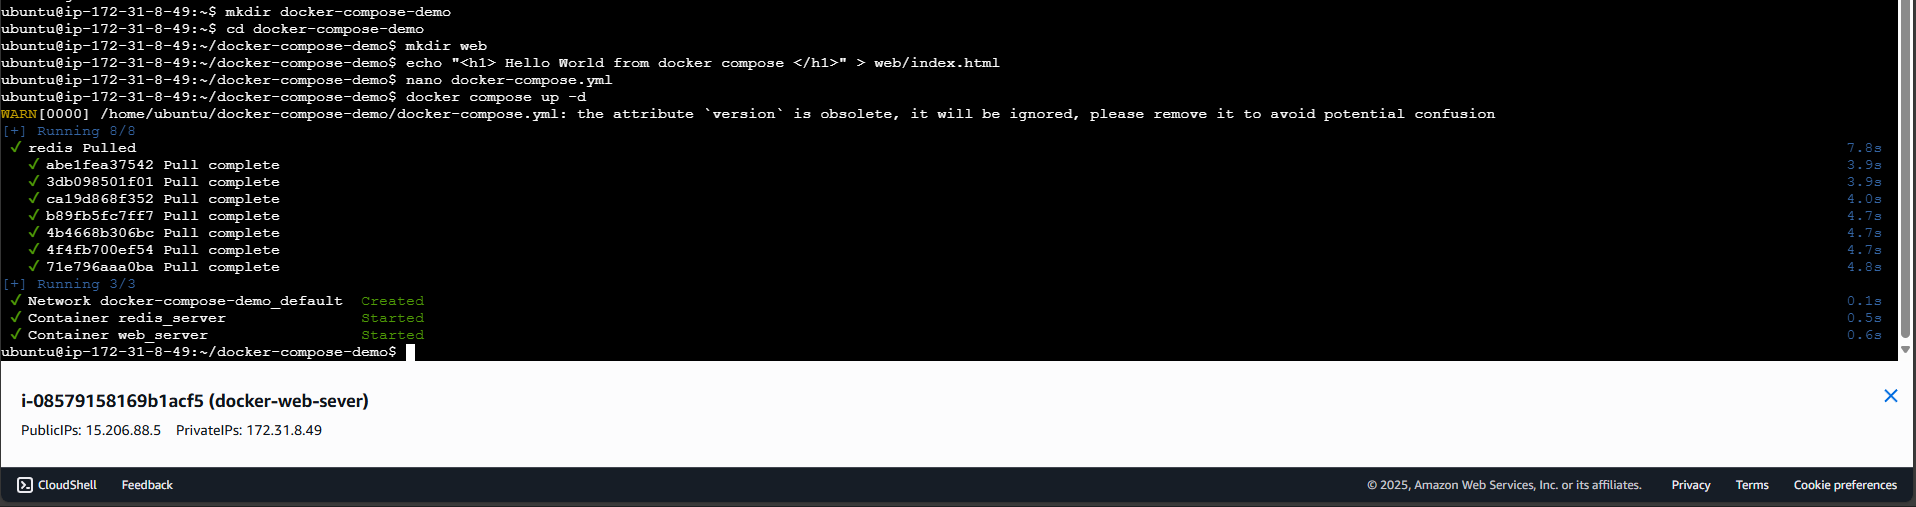 ubuntu@ip-172-31-8-49:~$ mkdir docker-compose-demo
ubuntu@ip-172-31-8-49:~$ cd docker-compose-demo
ubuntu@ip-172-31-8-49:~/docker-compose-demo$ mkdir web
ubuntu@ip-172-31-8-49:~/docker-compose-demo$ echo "<h1> Hello World from docker compose </h1>" > web/index.html
ubuntu@ip-172-31-8-49:~/docker-compose-demo$ nano docker-compose.yml
ubuntu@ip-172-31-8-49:~/docker-compose-demo$ docker compose up -d
WARN[0000] /home/ubuntu/docker-compose-demo/docker-compose.yml: the attribute `version` is obsolete, it will be ignored, please remove it to avoid potential confusion
[+] Running 8/8
✓ redis Pulled 7.8s
✓ abe1fea37542 Pull complete 3.9s
✓ 3db098501f01 Pull complete 3.9s
✓ ca19d868f352 Pull complete 4.0s
✓ b89fb5fc7ff7 Pull complete 4.7s
✓ 4b4668b306bc Pull complete 4.7s
✓ 4f4fb700ef54 Pull complete 4.7s
✓ 71e796aaa0ba Pull complete 4.8s
[+] Running 3/3
✓ Network docker-compose-demo_default Created 0.1s
✓ Container redis_server Started 0.5s
✓ Container web_server Started 0.6s
ubuntu@ip-172-31-8-49:~/docker-compose-demo$
i-08579158169b1acf5 (docker-web-sever)
PublicIPs: 15.206.88.5 PrivateIPs: 172.31.8.49
CloudShell Feedback © 2025, Amazon Web Services, Inc. or its affiliates. Privacy Terms Cookie preferences